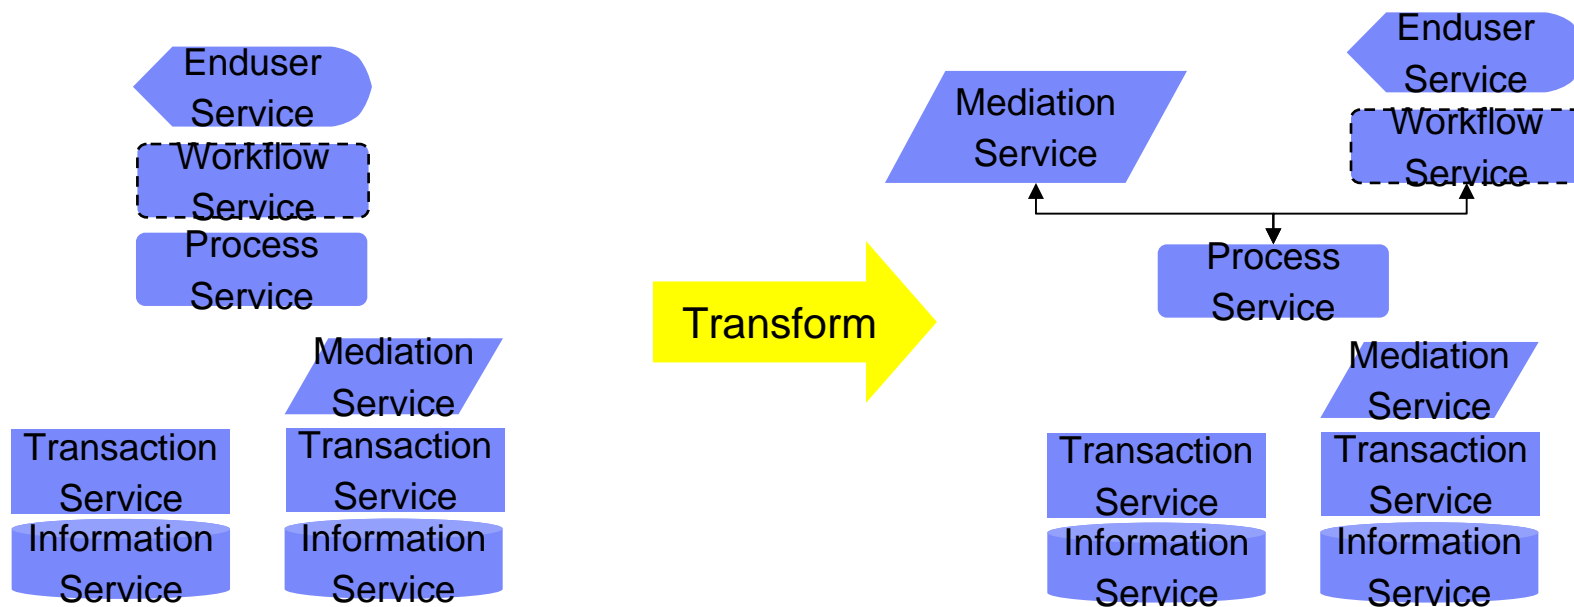 Enduser
Service
Workflow
Service
Process
Service
Mediation
Service
Transaction
Service
Information
Service
Transaction
Service
Information
Service
Transform
Mediation
Service
Enduser
Service
Workflow
Service
Process
Service
Mediation
Service
Transaction
Service
Information
Service
Transaction
Service
Information
Service